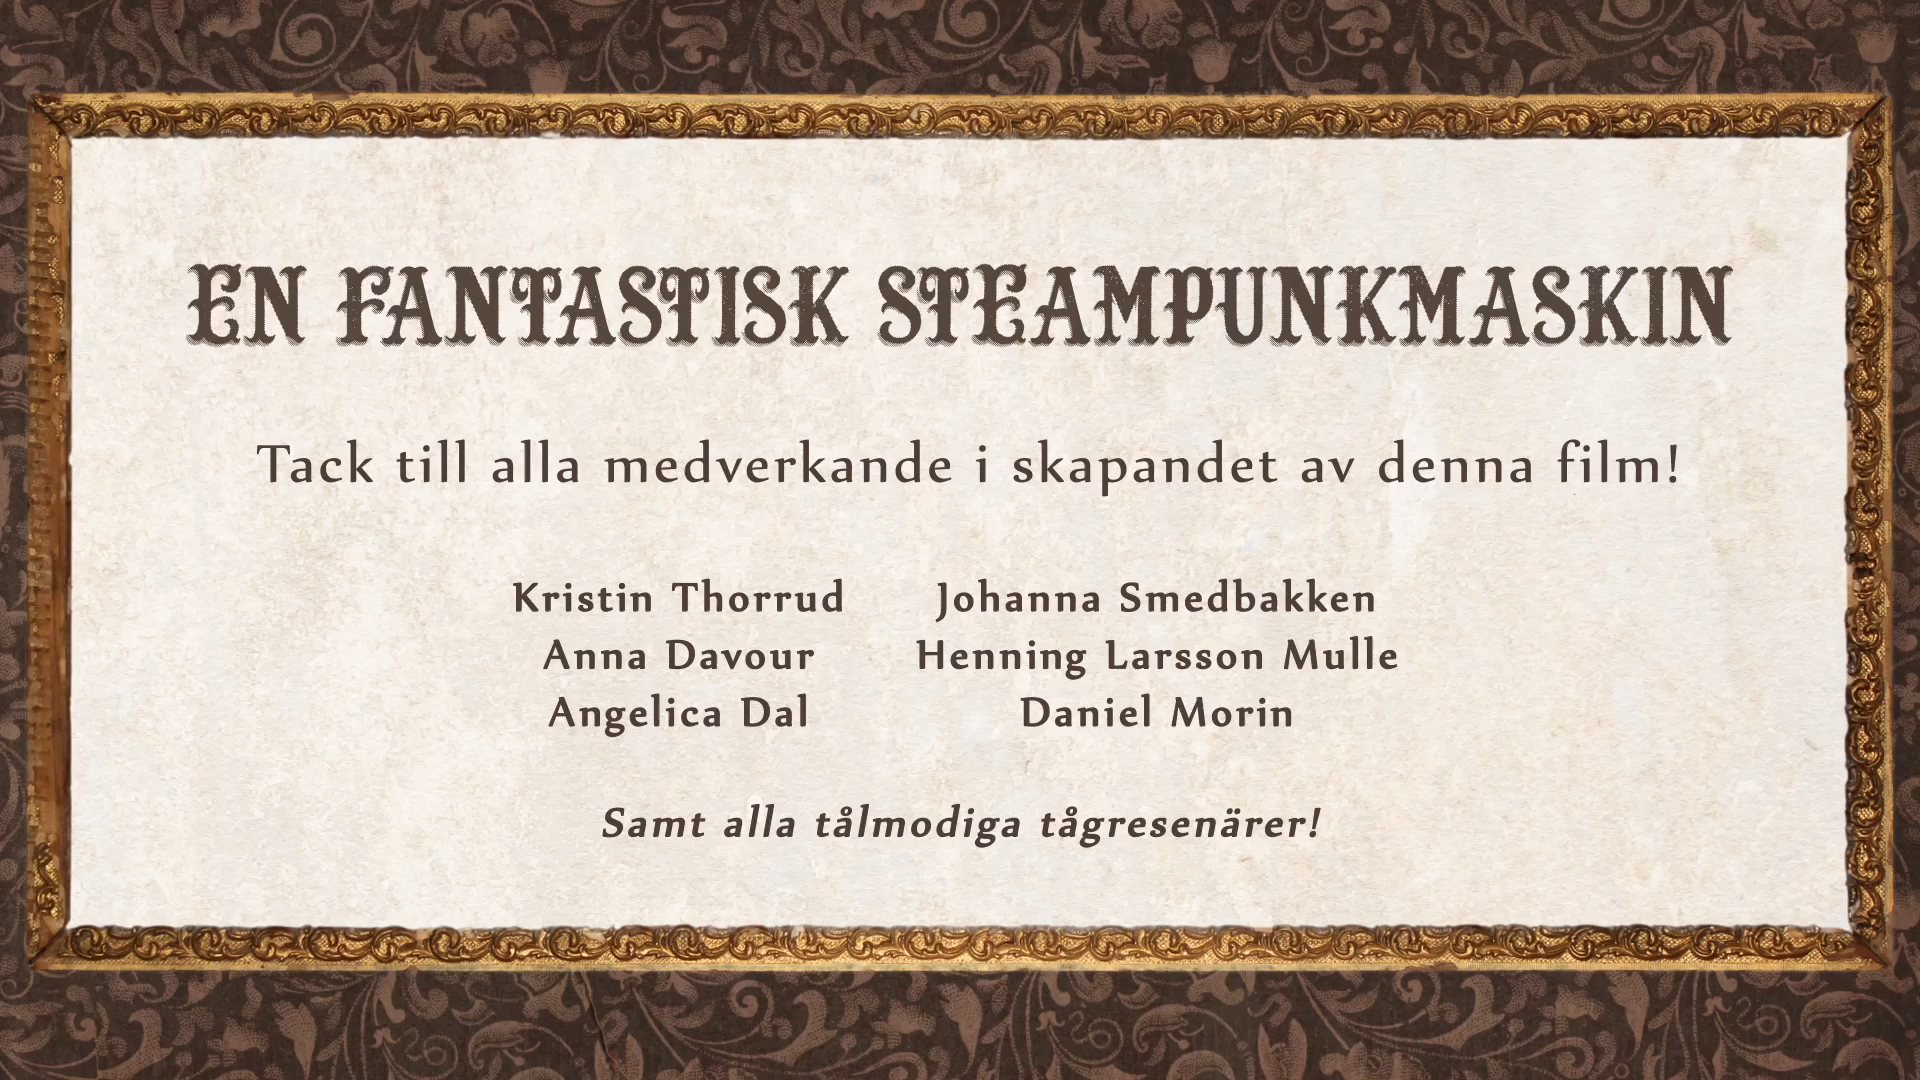 EN FANTASTISK STEAMPUNKMASKIN
Tack till alla medverkande i skapandet av denna film!
Kristin Thorrud
Anna Davour
Angelica Dal
Johanna Smedbakken
Henning Larsson Mulle
Daniel Morin
Samt alla tålmodiga tågresenärer!